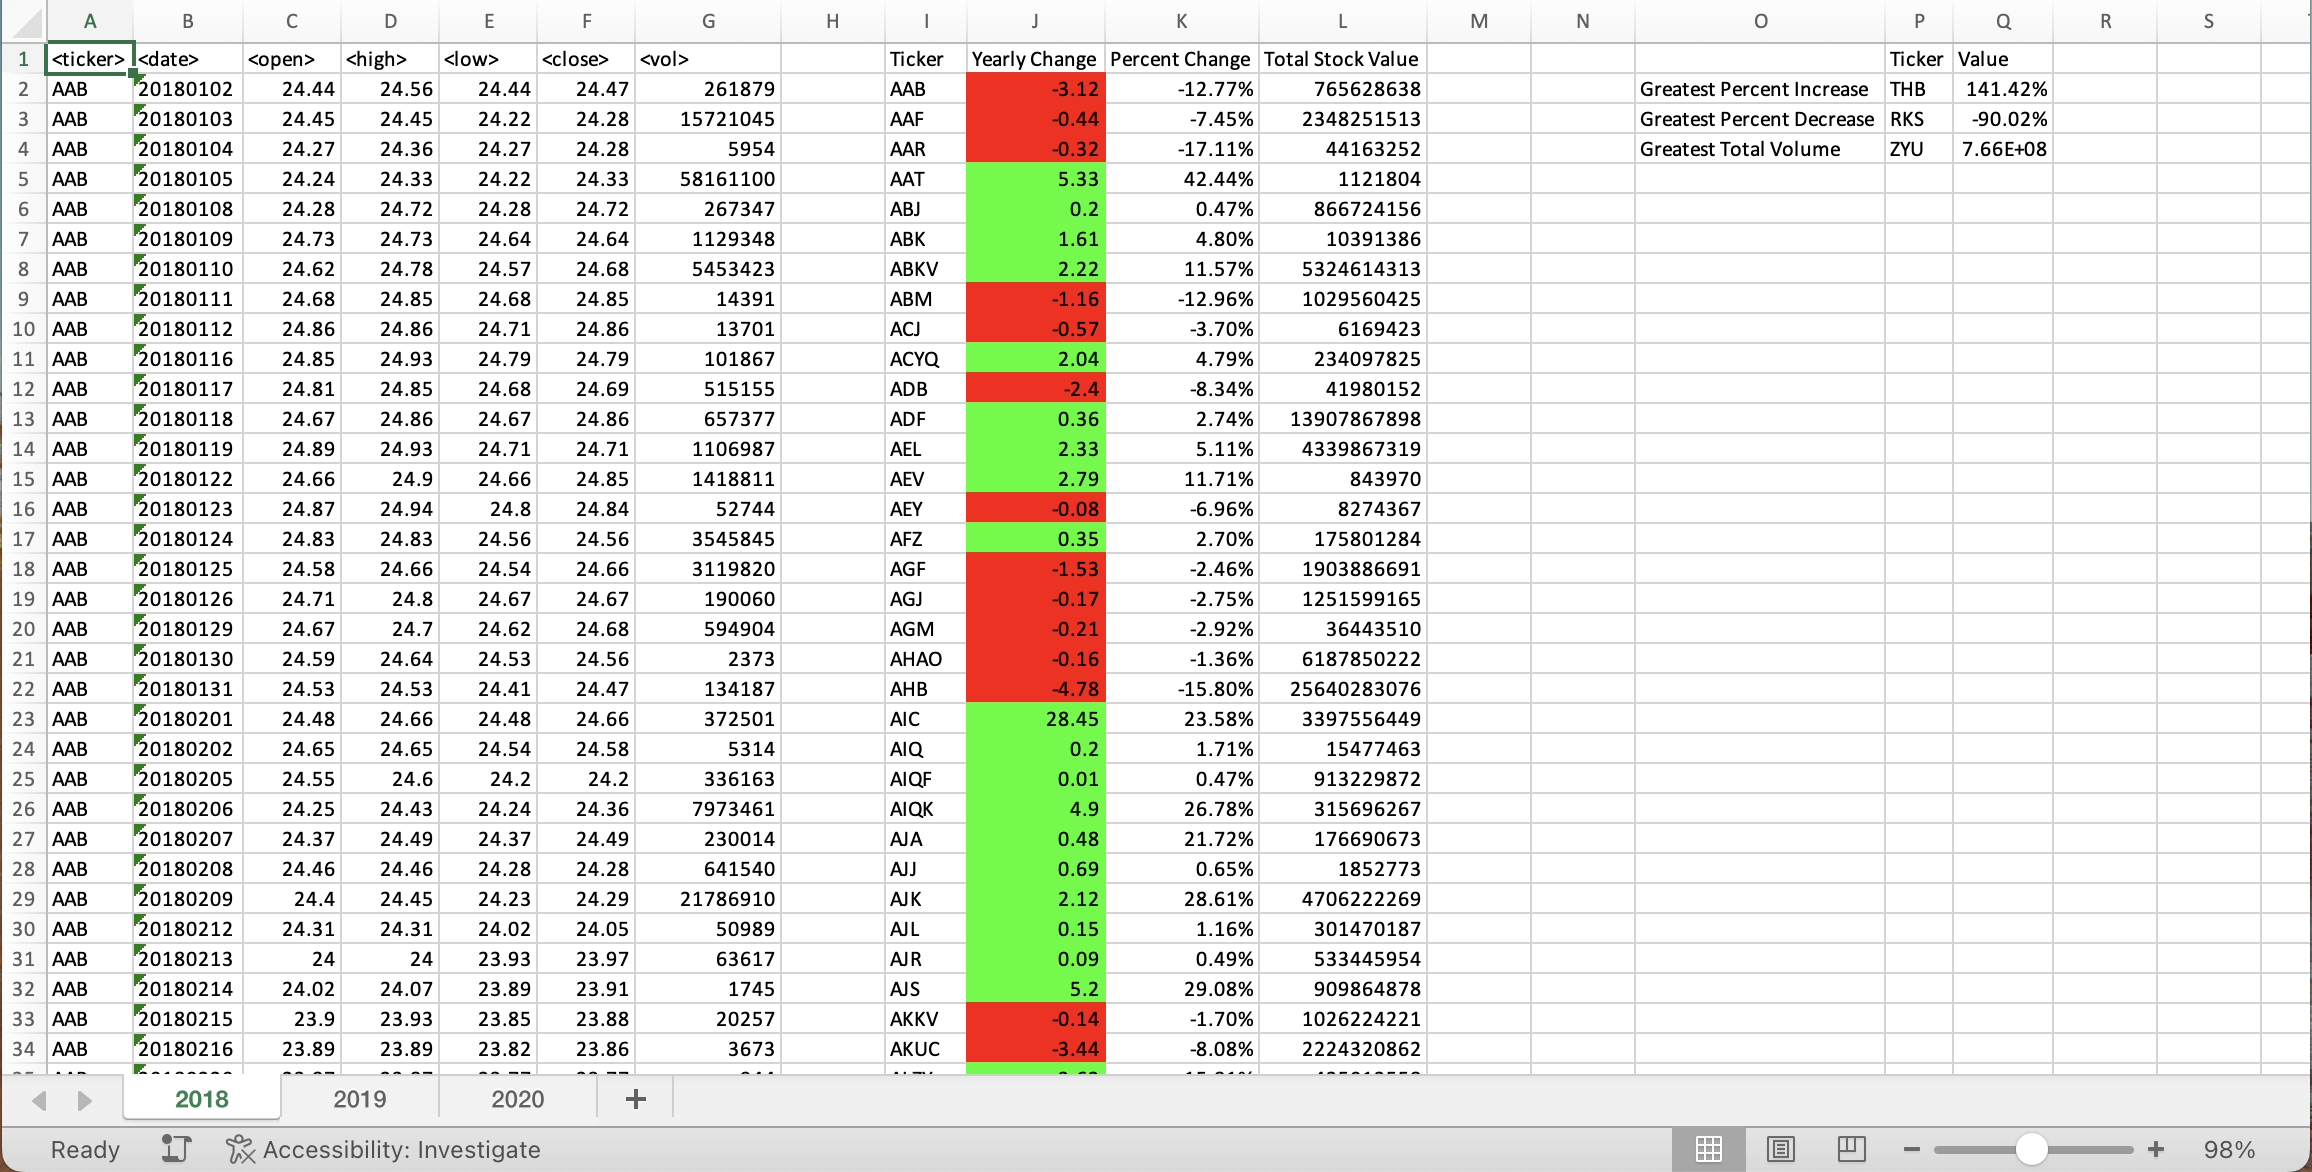 A B C D E F G H I J K L M N O P Q R S
1 <ticker> <date> <open> <high> <low> <close> <vol> Ticker Yearly Change Percent Change Total Stock Value Ticker Value
2 AAB 20180102 24.44 24.56 24.44 24.47 261879 AAB -3.12 -12.77% 765628638 Greatest Percent Increase THB 141.42%
3 AAB 20180103 24.45 24.45 24.22 24.28 15721045 AAF -0.44 -7.45% 2348251513 Greatest Percent Decrease RKS -90.02%
4 AAB 20180104 24.27 24.36 24.27 24.28 5954 AAR -0.32 -17.11% 44163252 Greatest Total Volume ZYU 7.66E+08
5 AAB 20180105 24.24 24.33 24.22 24.33 58161100 AAT 5.33 42.44% 1121804
6 AAB 20180108 24.28 24.72 24.28 24.72 267347 ABJ 0.2 0.47% 866724156
7 AAB 20180109 24.73 24.73 24.64 24.64 1129348 ABK 1.61 4.80% 10391386
8 AAB 20180110 24.62 24.78 24.57 24.68 5453423 ABKV 2.22 11.57% 5324614313
9 AAB 20180111 24.68 24.85 24.68 24.85 14391 ABM -1.16 -12.96% 1029560425
10 AAB 20180112 24.86 24.86 24.71 24.86 13701 ACJ -0.57 -3.70% 6169423
11 AAB 20180116 24.85 24.93 24.79 24.79 101867 ACYQ 2.04 4.79% 234097825
12 AAB 20180117 24.81 24.85 24.68 24.69 515155 ADB -2.4 -8.34% 41980152
13 AAB 20180118 24.67 24.86 24.67 24.86 657377 ADF 0.36 2.74% 13907867898
14 AAB 20180119 24.89 24.93 24.71 24.71 1106987 AEL 2.33 5.11% 4339867319
15 AAB 20180122 24.66 24.9 24.66 24.85 1418811 AEV 2.79 11.71% 843970
16 AAB 20180123 24.87 24.94 24.8 24.84 52744 AEY -0.08 -6.96% 8274367
17 AAB 20180124 24.83 24.83 24.56 24.56 3545845 AFZ 0.35 2.70% 175801284
18 AAB 20180125 24.58 24.66 24.54 24.66 3119820 AGF -1.53 -2.46% 1903886691
19 AAB 20180126 24.71 24.8 24.67 24.67 190060 AGJ -0.17 -2.75% 1251599165
20 AAB 20180129 24.67 24.7 24.62 24.68 594904 AGM -0.21 -2.92% 36443510
21 AAB 20180130 24.59 24.64 24.53 24.56 2373 AHAO -0.16 -1.36% 6187850222
22 AAB 20180131 24.53 24.53 24.41 24.47 134187 AHB -4.78 -15.80% 25640283076
23 AAB 20180201 24.48 24.66 24.48 24.66 372501 AIC 28.45 23.58% 3397556449
24 AAB 20180202 24.65 24.65 24.54 24.58 5314 AIQ 0.2 1.71% 15477463
25 AAB 20180205 24.55 24.6 24.2 24.2 336163 AIQF 0.01 0.47% 913229872
26 AAB 20180206 24.25 24.43 24.24 24.36 7973461 AIQK 4.9 26.78% 315696267
27 AAB 20180207 24.37 24.49 24.37 24.49 230014 AJA 0.48 21.72% 176690673
28 AAB 20180208 24.46 24.46 24.28 24.28 641540 AJJ 0.69 0.65% 1852773
29 AAB 20180209 24.4 24.45 24.23 24.29 21786910 AJK 2.12 28.61% 4706222269
30 AAB 20180212 24.31 24.31 24.02 24.05 50989 AJL 0.15 1.16% 301470187
31 AAB 20180213 24 24 23.93 23.97 63617 AJR 0.09 0.49% 533445954
32 AAB 20180214 24.02 24.07 23.89 23.91 1745 AJS 5.2 29.08% 909864878
33 AAB 20180215 23.9 23.93 23.85 23.88 20257 AKKV -0.14 -1.70% 1026224221
34 AAB 20180216 23.89 23.89 23.82 23.86 3673 AKUC -3.44 -8.08% 2224320862
2018 2019 2020 +
Ready Accessibility: Investigate 98%